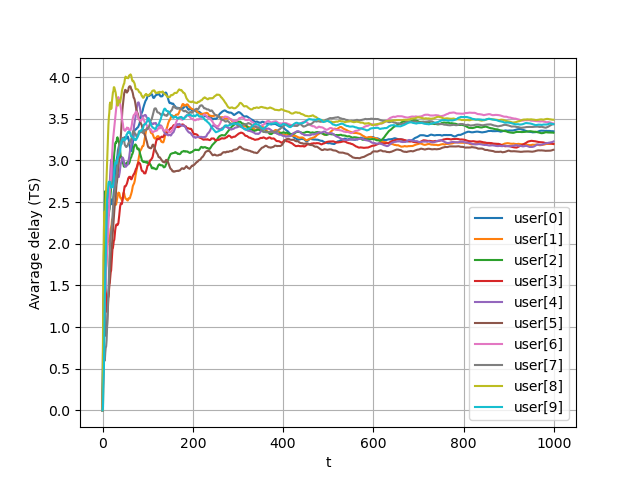 4.0
3.5
3.0
2.5
2.0
1.5
1.0
0.5
0.0
Avarage delay (TS)
0 200 400 600 800 1000
t
user[0]
user[1]
user[2]
user[3]
user[4]
user[5]
user[6]
user[7]
user[8]
user[9]